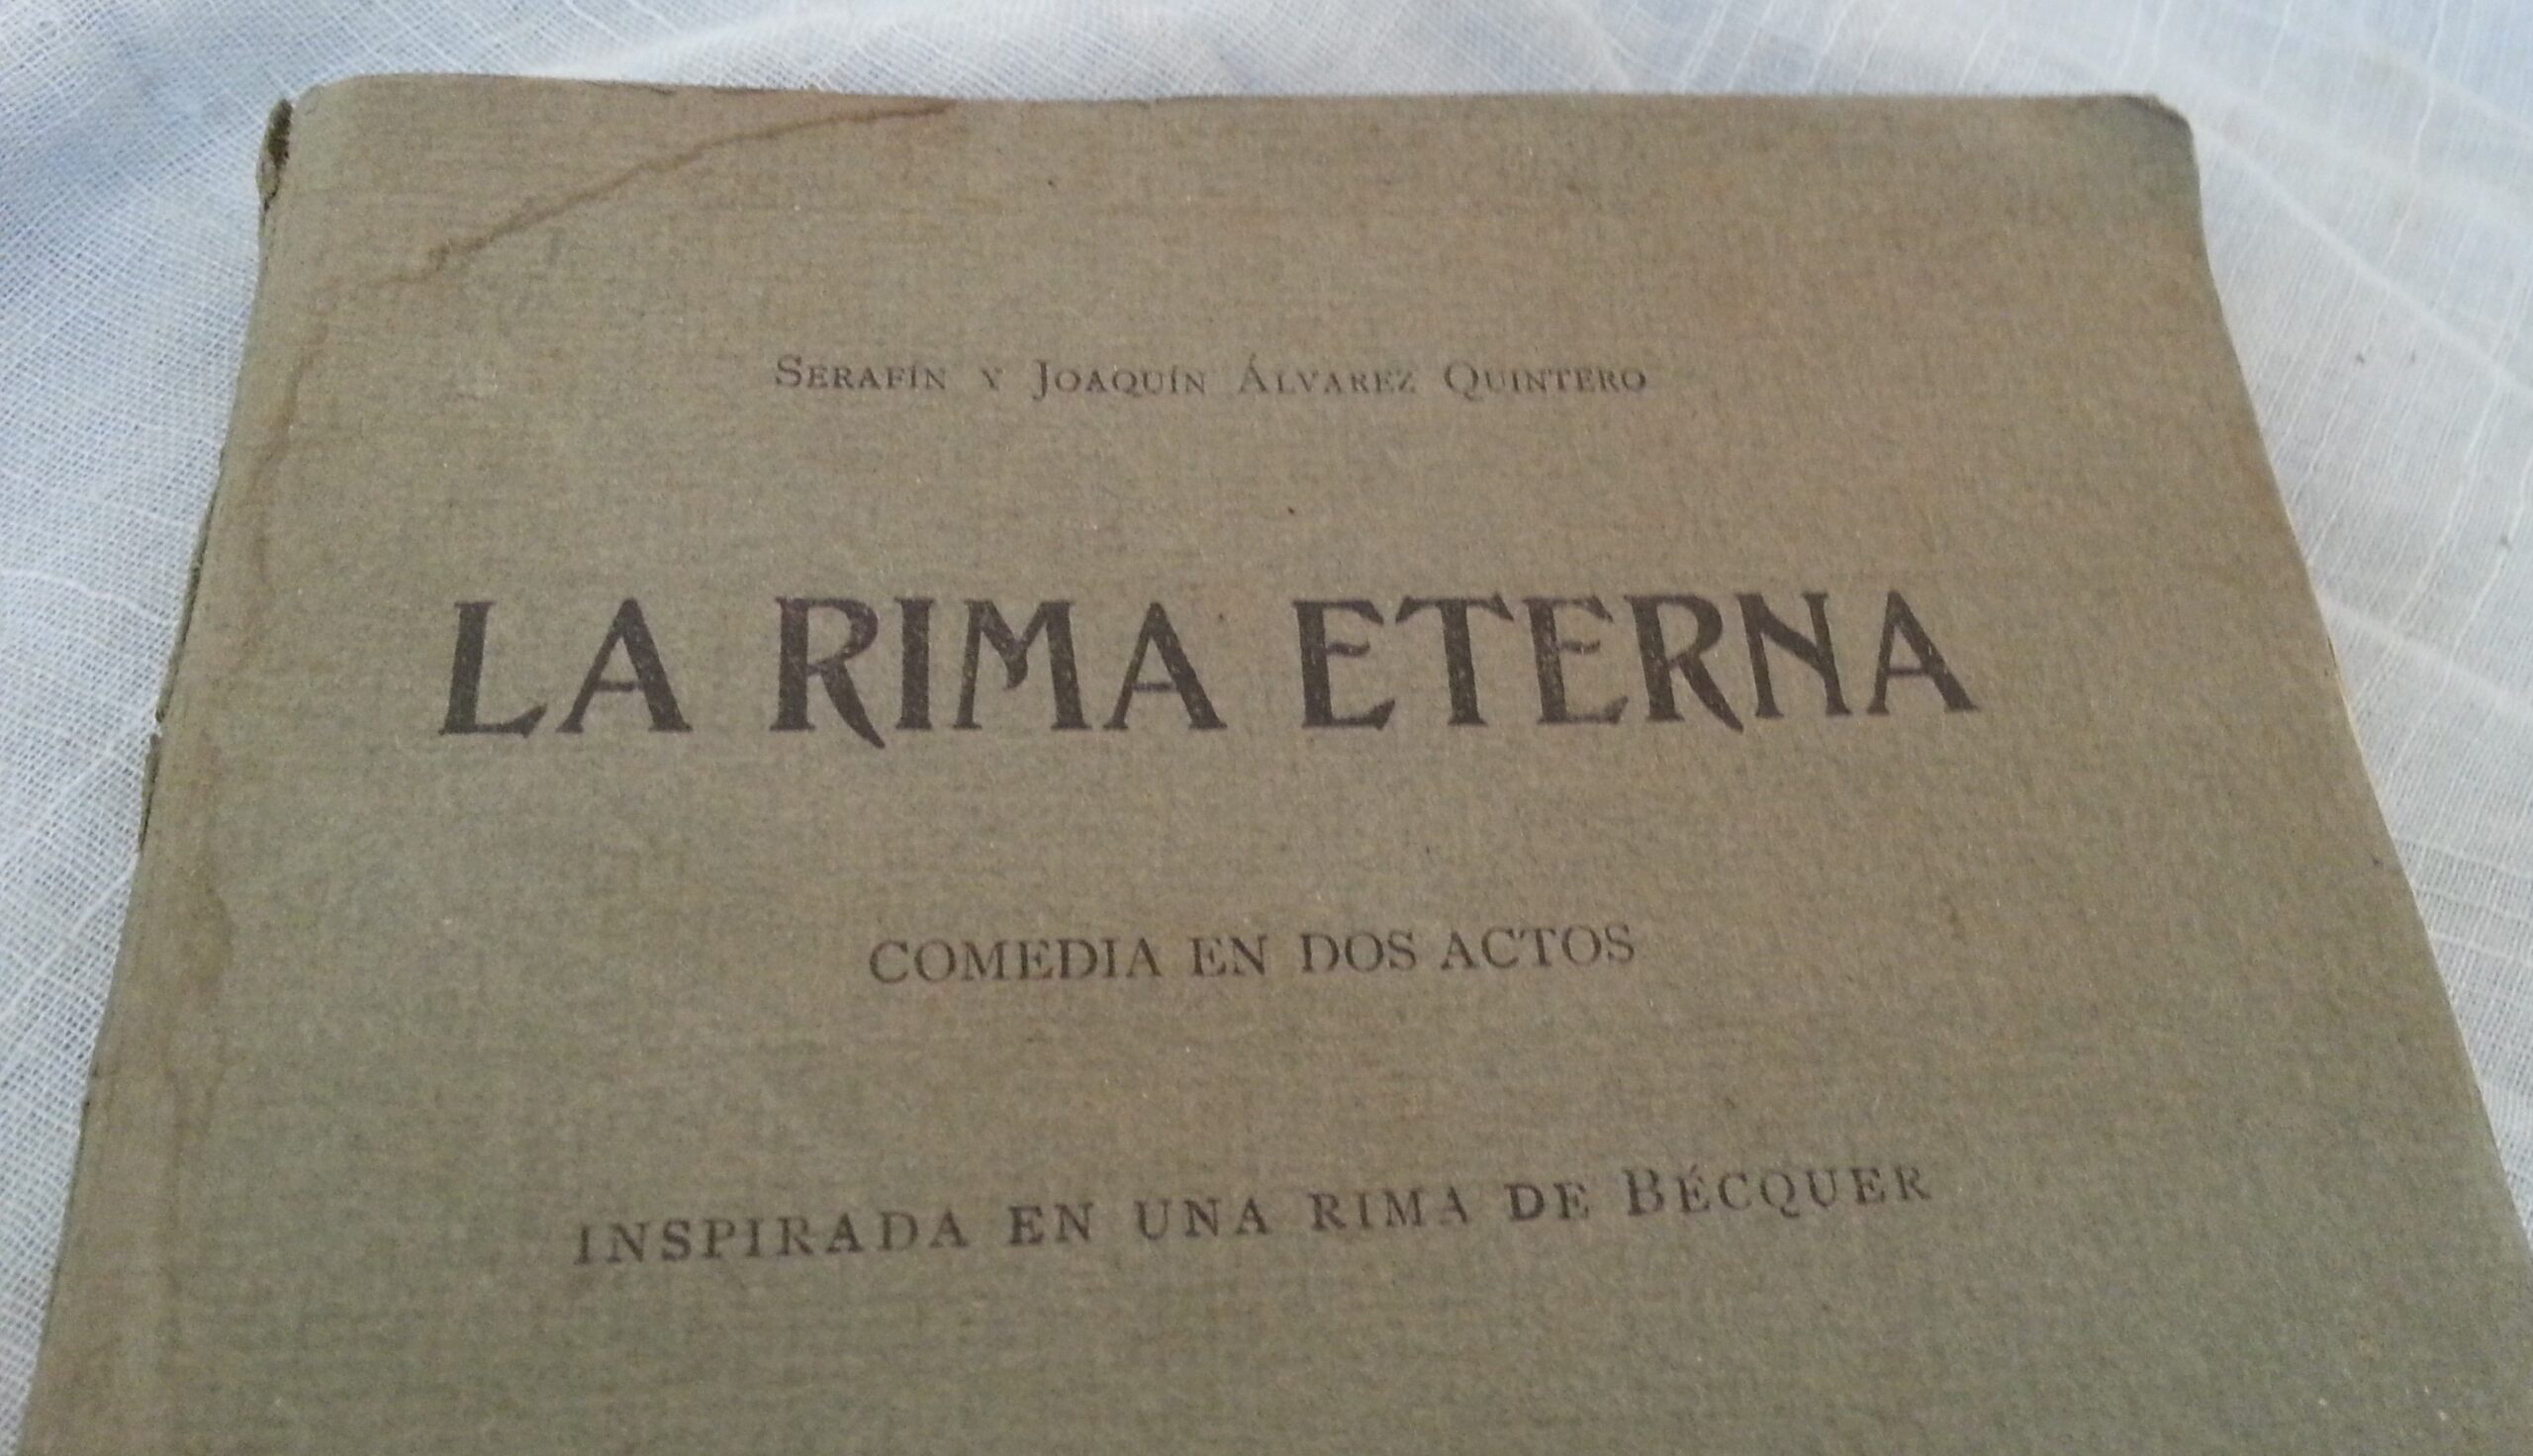 SERAFÍN Y JOAQUÍN ÁLVAREZ QUINTERO
LA RIMA ETERNA
COMEDIA EN DOS ACTOS
INSPIRADA EN UNA RIMA DE BÉCQUER